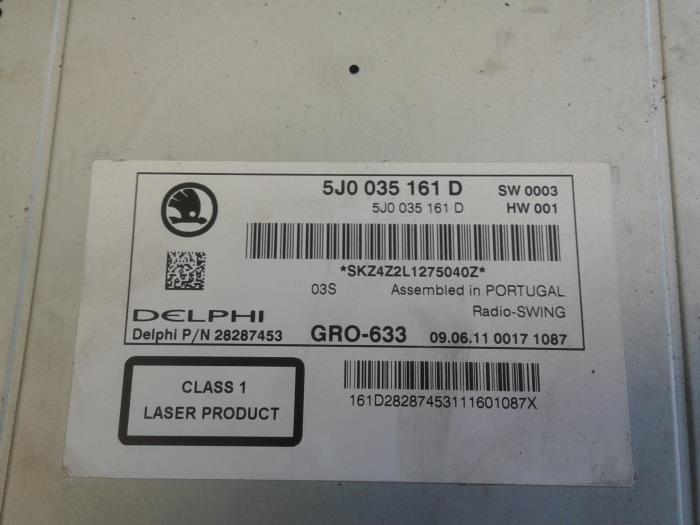 5J0 035 161 D SW 0003
5J0 035 161 D HW 001
*SKZ4Z2L1275040Z*
03S Assembled in PORTUGAL
DELPHI Radio-SWING
Delphi P/N 28287453 GRO-633 09.06.11 0017 1087
CLASS 1
LASER PRODUCT
161D28287453111601087X